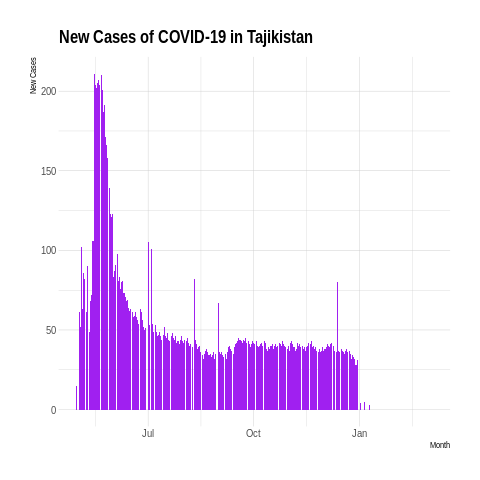 New Cases of COVID-19 in Tajikistan
New Cases
200
150
100
50
0
Jul
Oct
Jan
Month